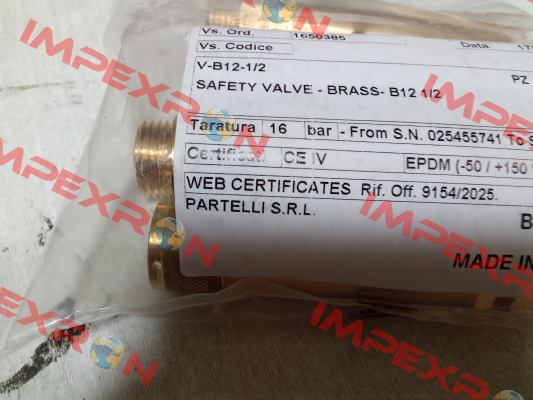 Vs. Ord. 1650385 Data
Vs. Codice
V-B12-1/2 PZ
SAFETY VALVE - BRASS- B12 1/2
Taratura 16 bar - From S.N. 025455741 To
Certificati CE IV EPDM (-50 / +150
WEB CERTIFICATES Rif. Off. 9154/2025.
PARTELLI S.R.L.
MADE IN
IMPEXRON
IMPEXRON
IMPEXRON
IMPEXRON
IMPEXRON